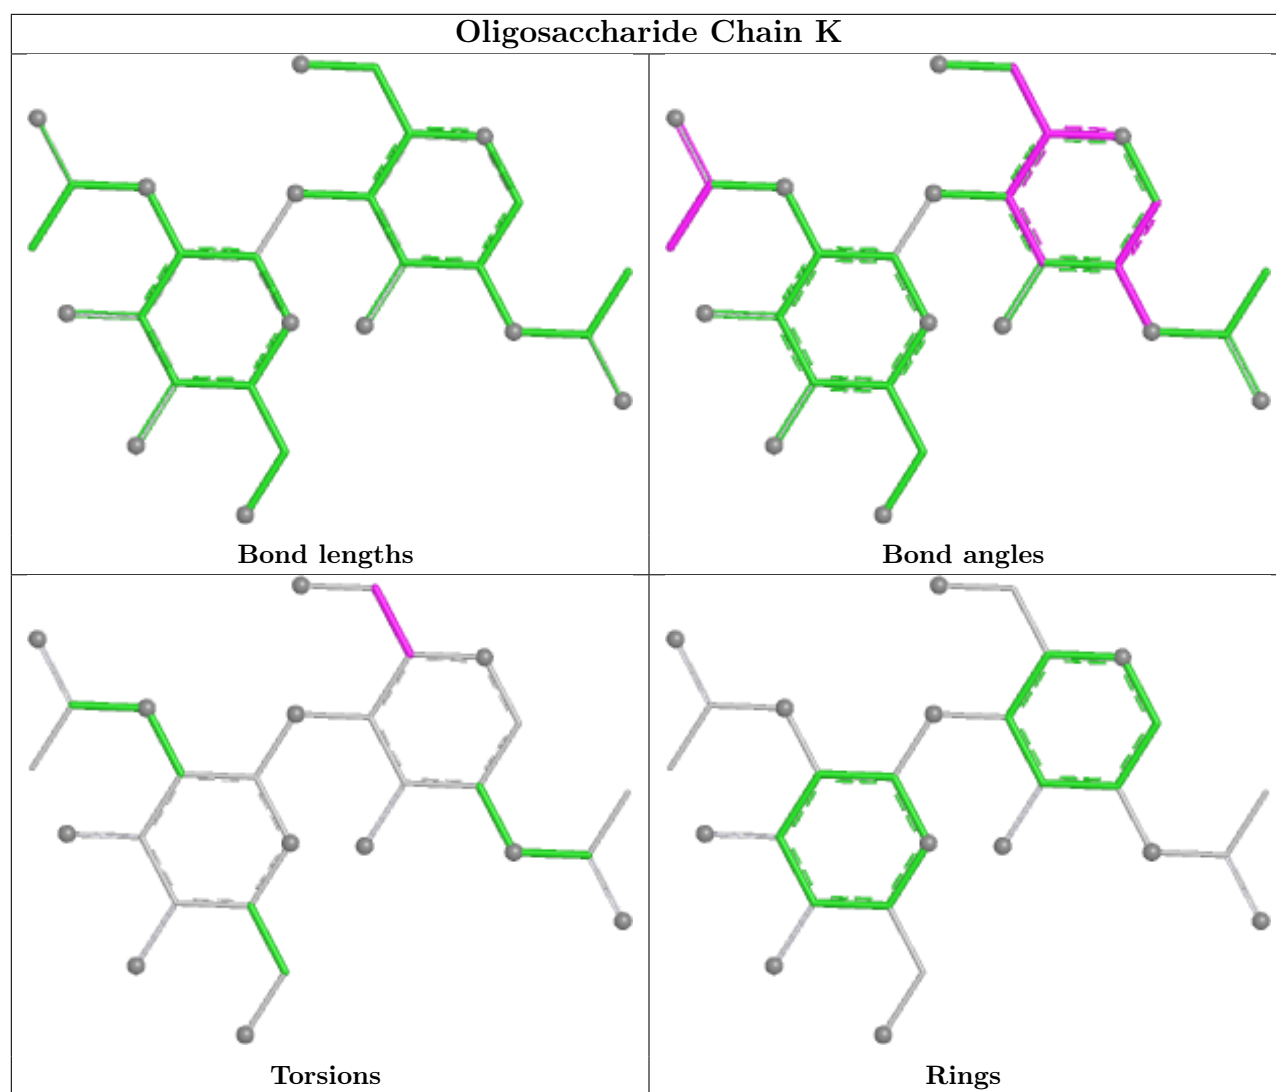 Oligosaccharide Chain K
Bond lengths
Bond angles
Torsions
Rings